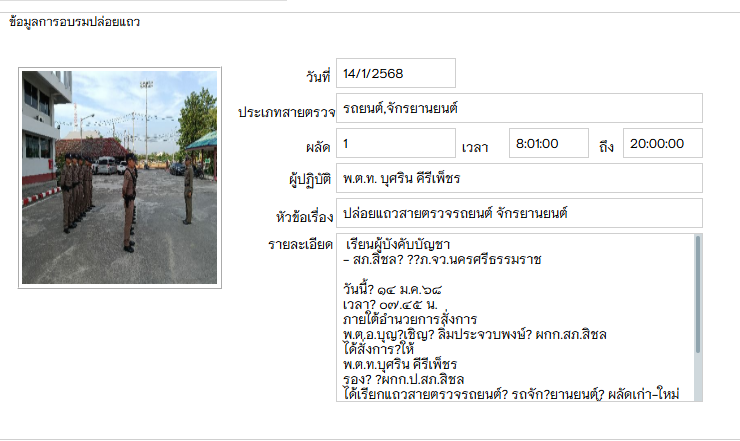 ข้อมูลการอบรมปล่อยแถว
วันที่ 14/1/2568
ประเภทสายตรวจ รถยนต์,จักรยานยนต์
ผลัด 1 เวลา 8:01:00 ถึง 20:00:00
ผู้ปฏิบัติ พ.ต.ท. บุศริน คีรีเพ็ชร
หัวข้อเรื่อง ปล่อยแถวสายตรวจรถยนต์ จักรยานยนต์
รายละเอียด เรียนผู้บังคับบัญชา
- สภ.สิชล? ??ภ.จว.นครศรีธรรมราช
วันนี้? ๑๔ ม.ค.๖๘
เวลา? ๐๗.๔๕ น.
ภายใต้อำนวยการสั่งการ
พ.ต.อ.บุญ?เชิญ? ลิ่มประจวบพงษ์? ผกก.สภ.สิชล
ได้สั่งการ?ให้
พ.ต.ท.บุศริน คีรีเพ็ชร
รอง? ?ผกก.ป.สภ.สิชล
ได้เรียกแถวสายตรวจรถยนต์? รถจัก?ยานยนต์? ผลัดเก่า-ใหม่